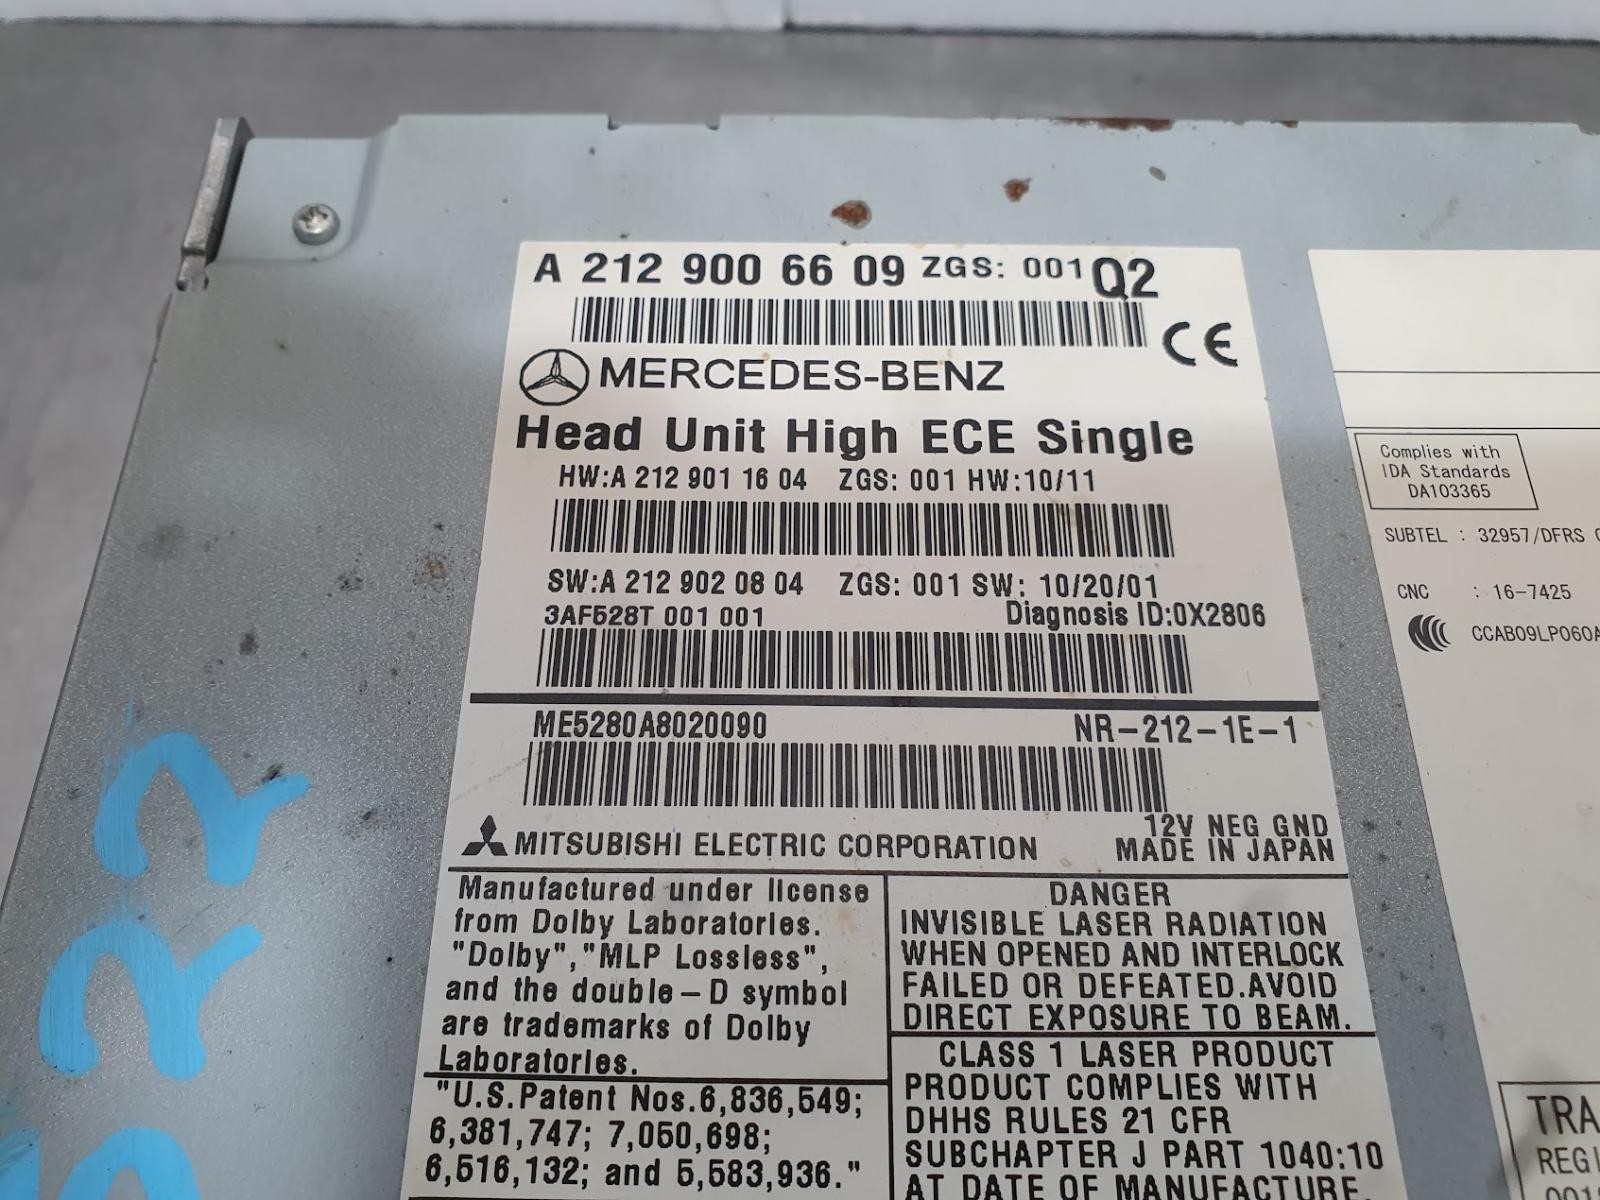 A 212 900 66 09 ZGS: 001 Q2
CE
MERCEDES-BENZ
Head Unit High ECE Single
HW:A 212 901 16 04 ZGS: 001 HW:10/11
SW:A 212 902 08 04 ZGS: 001 SW: 10/20/01
3AF528T 001 001 Diagnosis ID:0X2806
ME5280A8020090 NR-212-1E-1
12V NEG GND
MITSUBISHI ELECTRIC CORPORATION MADE IN JAPAN
Manufactured under license
from Dolby Laboratories.
"Dolby","MLP Lossless",
and the double-D symbol
are trademarks of Dolby
Laboratories.
"U.S.Patent Nos.6,836,549;
6,381,747; 7,050,698;
6,516,132; and 5,583,936."
DANGER
INVISIBLE LASER RADIATION
WHEN OPENED AND INTERLOCK
FAILED OR DEFEATED.AVOID
DIRECT EXPOSURE TO BEAM.
CLASS 1 LASER PRODUCT
PRODUCT COMPLIES WITH
DHHS RULES 21 CFR
SUBCHAPTER J PART 1040:10
AT DATE OF MANUFACTURE.
Complies with
IDA Standards
DA103365
SUBTEL : 32957/DFRS
CNC : 16-7425
CCAB09LP060A
TRA
REGI